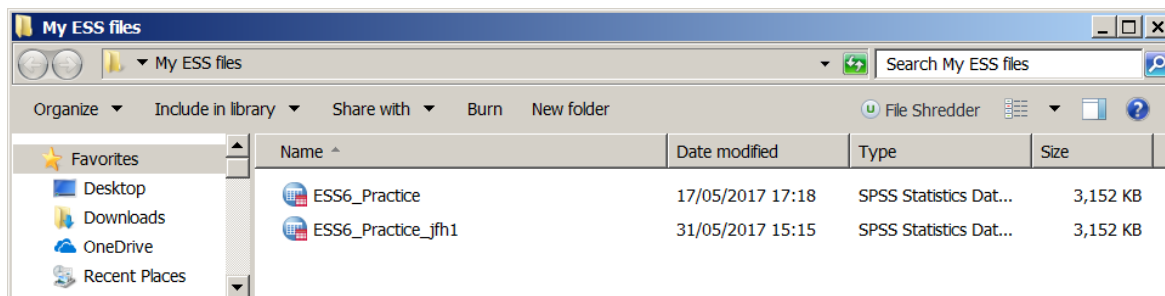 My ESS files
My ESS files Search My ESS files
Organize Include in library Share with Burn New folder File Shredder
Favorites Name Date modified Type Size
Desktop ESS6_Practice 17/05/2017 17:18 SPSS Statistics Dat... 3,152 KB
Downloads
ESS6_Practice_jfh1 31/05/2017 15:15 SPSS Statistics Dat... 3,152 KB
OneDrive
Recent Places